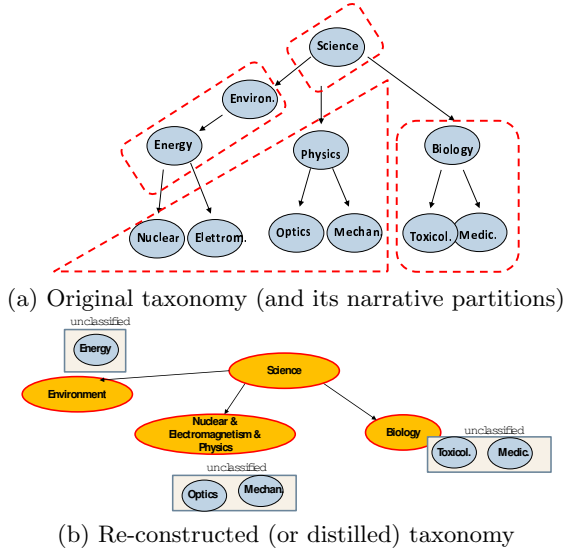 Science
Environ.
Energy
Physics
Biology
Nuclear
Elettrom.
Optics
Mechan.
Toxicol.
Medic.
(a) Original taxonomy (and its narrative partitions)
unclassified
Energy
Science
Environment
Nuclear &
Electromagnetism &
Physics
Biology
unclassified
Toxicol.
Medic.
unclassified
Optics
Mechan.
(b) Re-constructed (or distilled) taxonomy